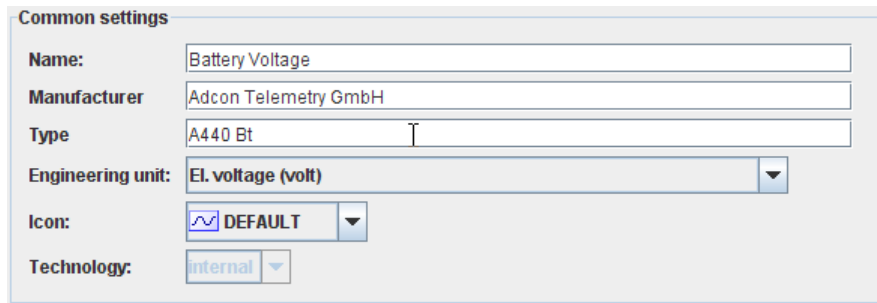 Common settings
Name: Battery Voltage
Manufacturer Adcon Telemetry GmbH
Type A440 Bt
Engineering unit: El. voltage (volt)
Icon: DEFAULT
Technology: internal